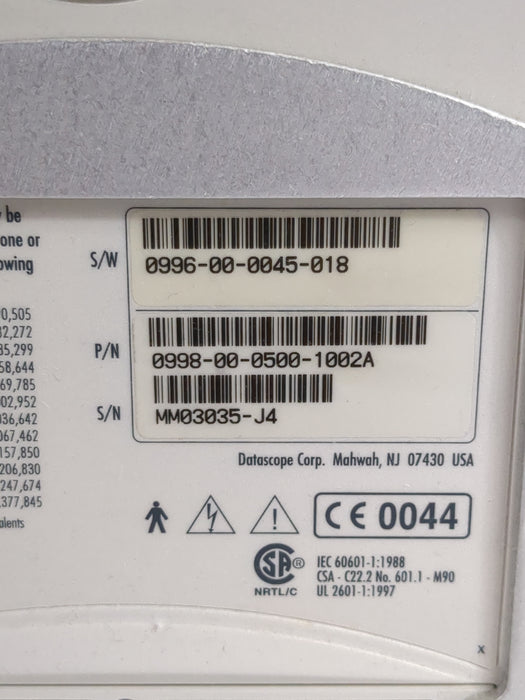 be
one or
owing
S/W
0996-00-0045-018
P/N
0998-00-0500-1002A
S/N
MM03035-J4
0,505
32,272
35,299
58,644
69,785
02,952
036,642
067,462
157,850
206,830
247,674
,377,845
alents
Datascope Corp. Mahwah, NJ 07430 USA
CE 0044
SA ®
NRTL/C
IEC 60601-1:1988
CSA - C22.2 No. 601.1 - M90
UL 2601-1:1997
X